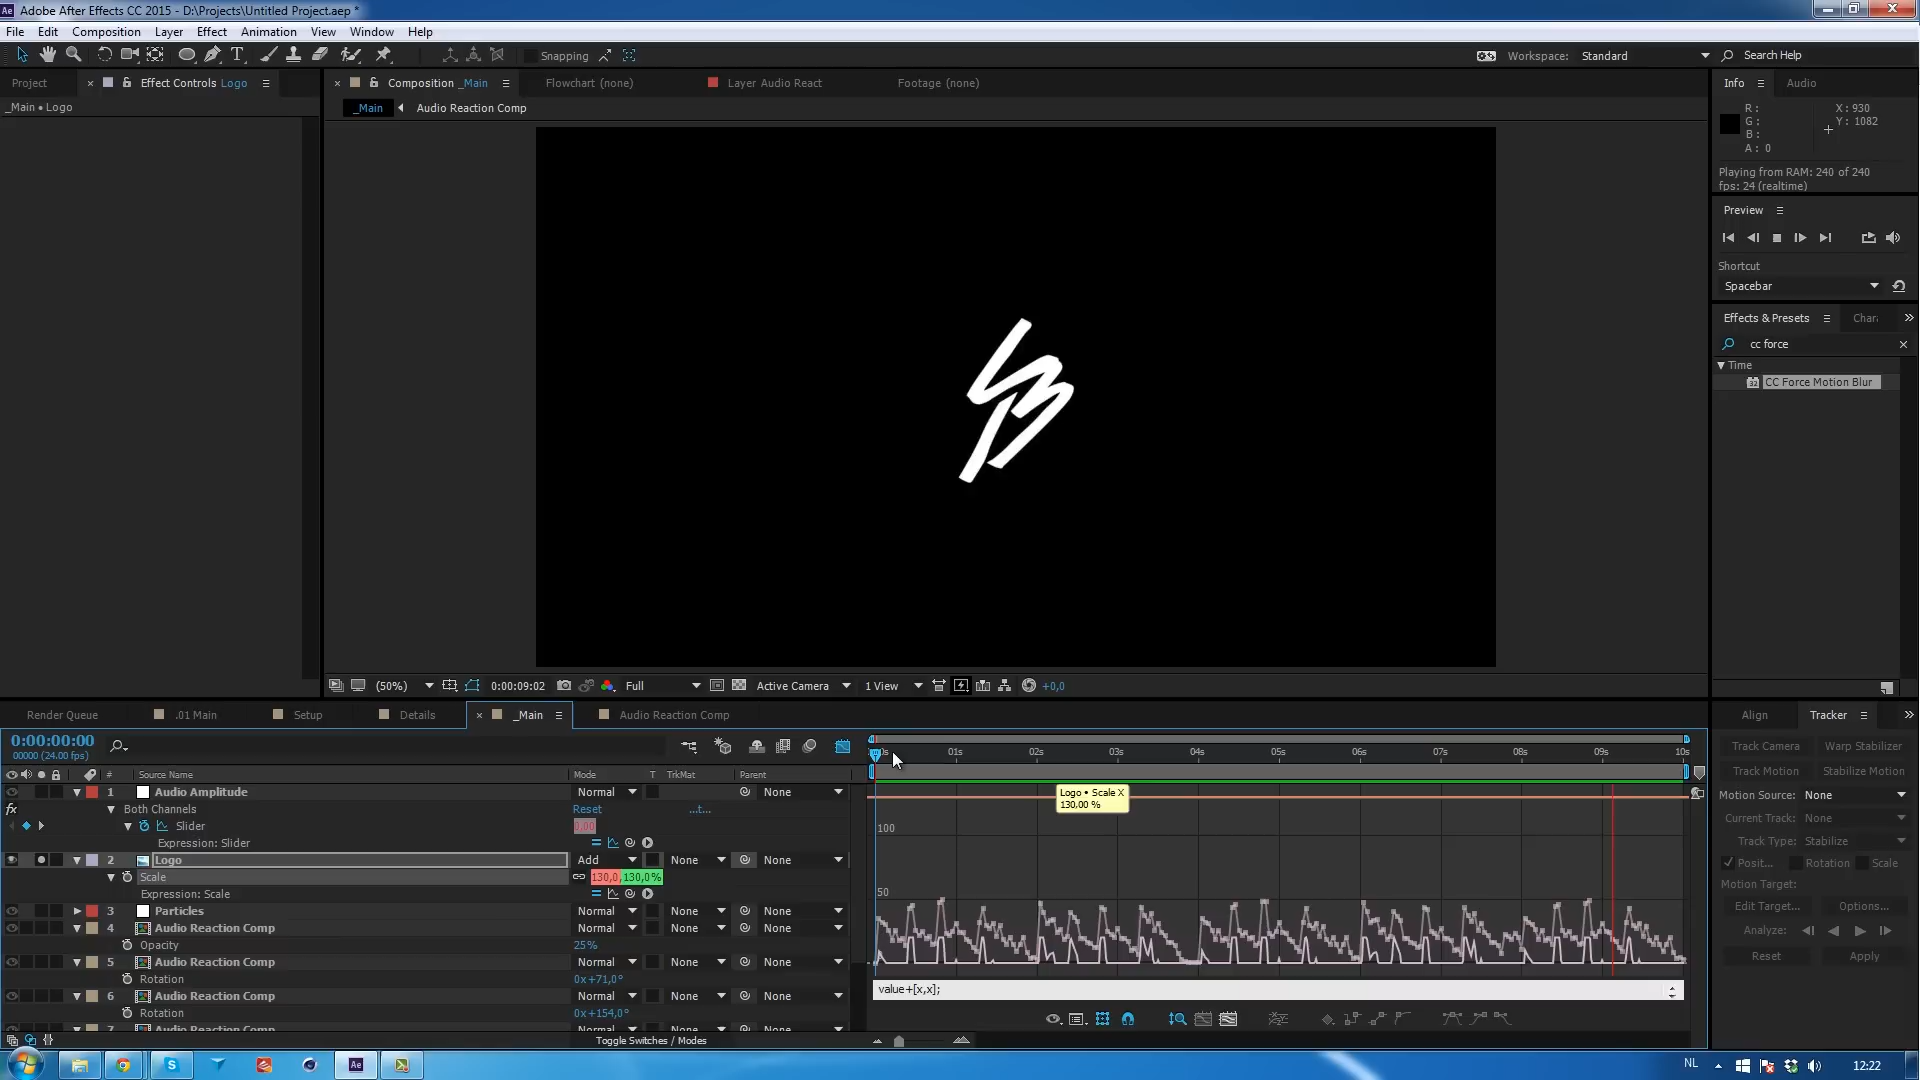 Adobe After Effects CC 2015 - D:\Projects\Untitled Project.aep *
File Edit Composition Layer Effect Animation View Window Help
Snapping
Workspace: Standard
Search Help
Project
Effect Controls Logo
_Main • Logo
Composition _Main
Flowchart (none)
Layer Audio React
Footage (none)
_Main
Audio Reaction Comp
Info
Audio
R :
G :
B :
A : 0
X : 930
Y : 1082
Playing from RAM: 240 of 240
fps: 24 (realtime)
Preview
Shortcut
Spacebar
Effects & Presets
Char
cc force
Time
CC Force Motion Blur
(50%)
0:00:09:02
Full
Active Camera
1 View
+0,0
Render Queue
.01 Main
Setup
Details
_Main
Audio Reaction Comp
0:00:00:00
00000 (24.00 fps)
# Source Name Mode T TrkMat Parent
1 Audio Amplitude Normal None
Both Channels Reset ...t...
Slider 0,00
Expression: Slider
2 Logo Add None None
Scale 130,0,130,0%
Expression: Scale
3 Particles Normal None None
4 Audio Reaction Comp Normal None None
Opacity 25%
5 Audio Reaction Comp Normal None None
Rotation 0x+71,0°
6 Audio Reaction Comp Normal None None
Rotation 0x+154,0°
7 Audio Reaction Comp Normal None None
Toggle Switches / Modes
01s 02s 03s 04s 05s 06s 07s 08s 09s 10s
Logo • Scale X
130,00 %
100
50
value+[x,x];
Align
Tracker
Track Camera Warp Stabilizer
Track Motion Stabilize Motion
Motion Source: None
Current Track: None
Track Type: Stabilize
Posit... Rotation Scale
Motion Target:
Edit Target... Options...
Analyze:
Reset Apply
NL
12:22